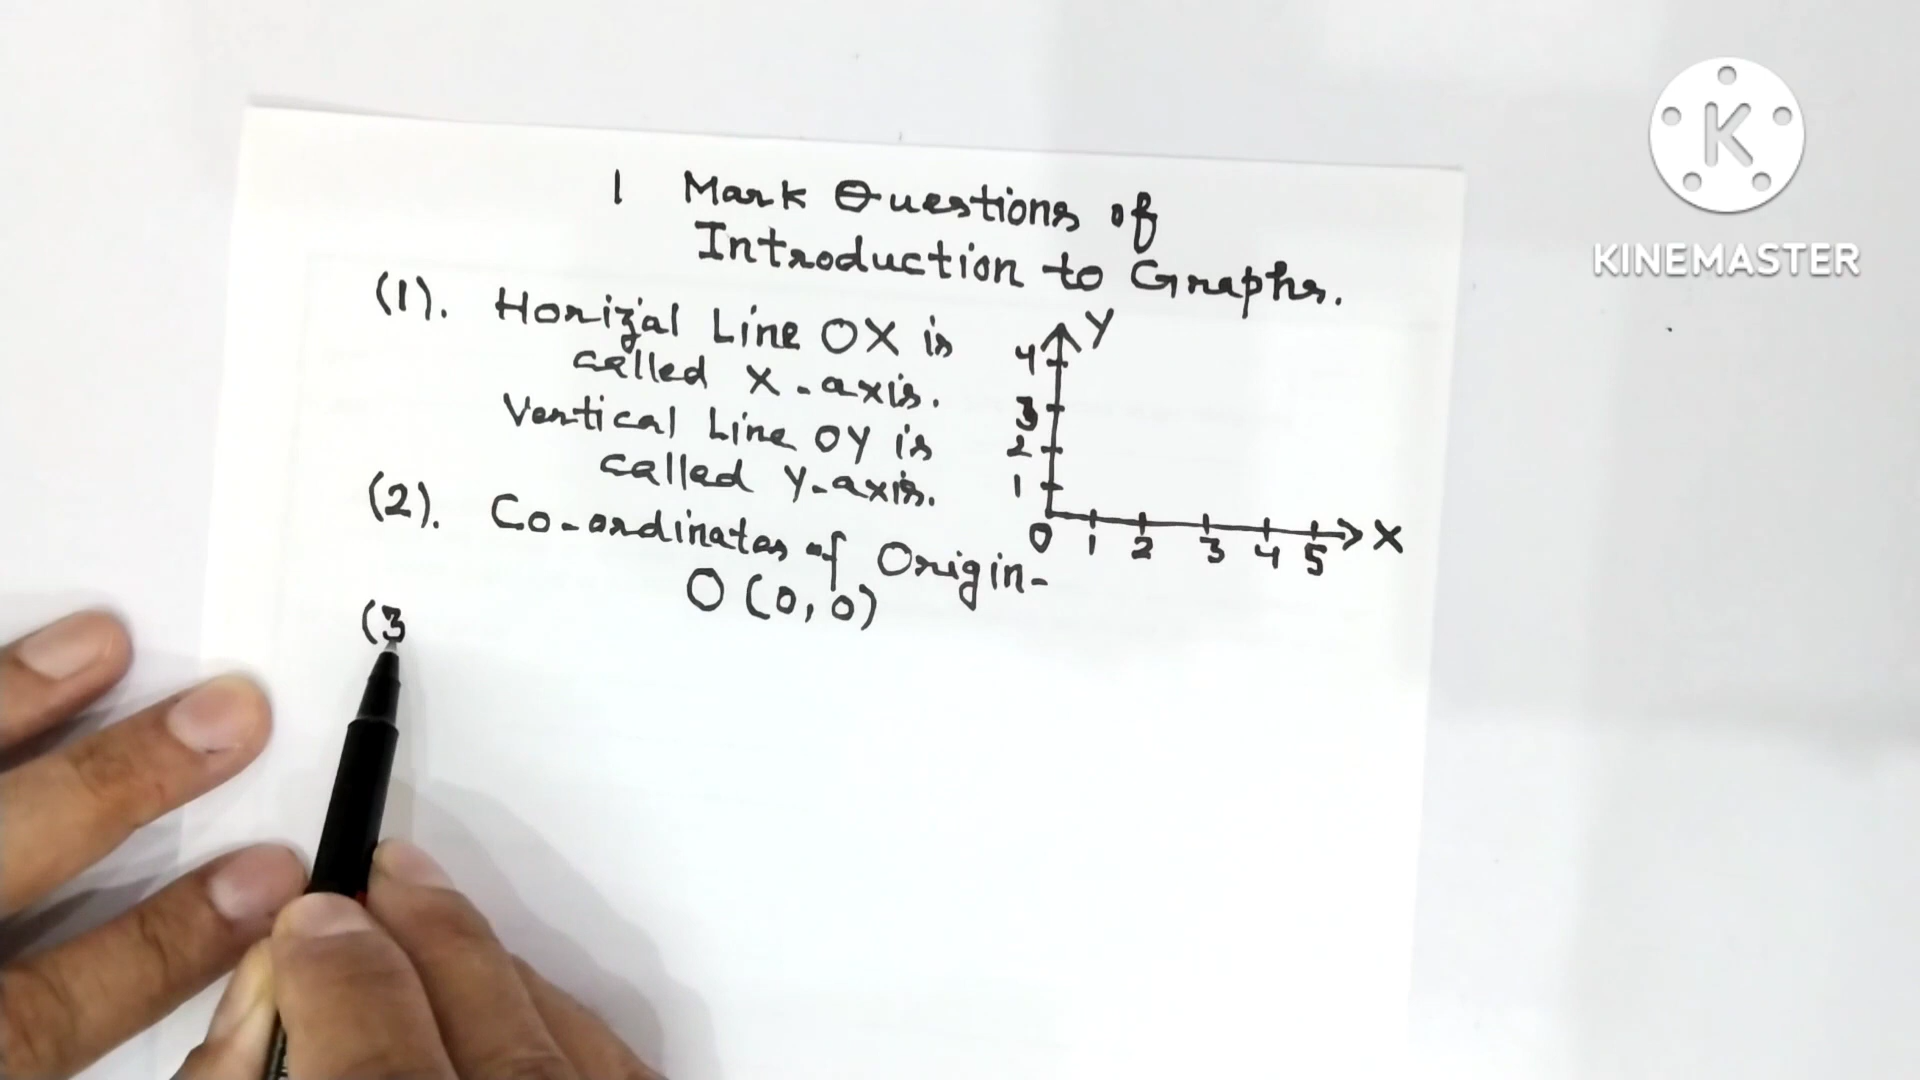 1 Mark Questions of
Introduction to Graphs.
(1). Horizal Line OX is
called X-axis.
Vertical Line OY is
called Y-axis.
(2). Co-ordinates of Origin-
O (0, 0)
(3
Y
4
3
2
1
0 1 2 3 4 5 X
K
KINEMASTER